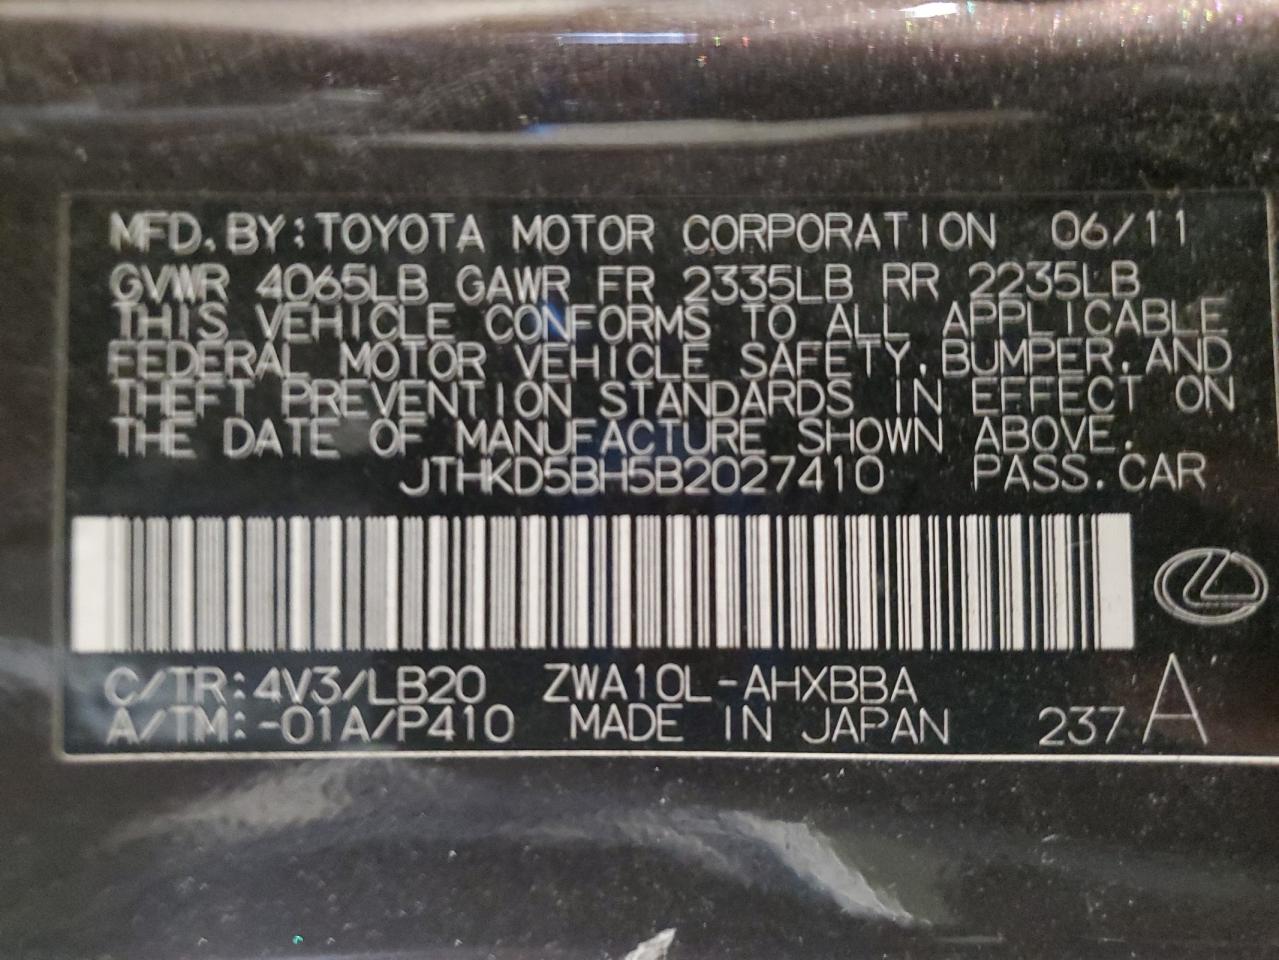 MFD. BY: TOYOTA MOTOR CORPORATION 06/11
GVWR 4065LB GAWR FR 2335LB RR 2235LB
THIS VEHICLE CONFORMS TO ALL APPLICABLE
FEDERAL MOTOR VEHICLE SAFETY, BUMPER, AND
THEFT PREVENTION STANDARDS IN EFFECT ON
THE DATE OF MANUFACTURE SHOWN ABOVE.
JTHKD5BH5B2027410 PASS. CAR
C/TR: 4V3/LB20 ZWA10L-AHXBBA
A/TM: -01A/P410 MADE IN JAPAN 237 A